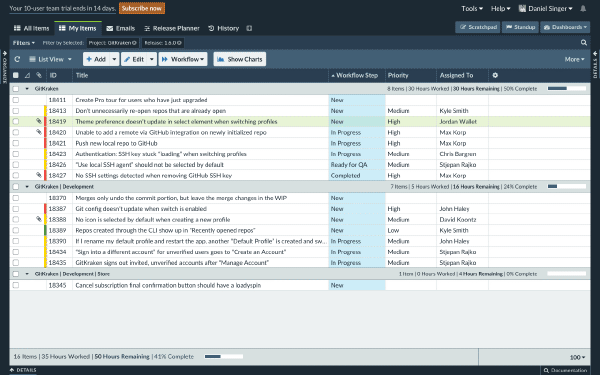 Your 10-user team trial ends in 14 days. Subscribe now Tools Help Daniel Singer
All Items My Items Emails Release Planner History Scratchpad Standup Dashboards
Filters Filter by Selected: Project: GitKraken Release: 1.6.0
List View Add Edit Workflow Show Charts More
ORGANIZE
DETAILS
ID Title Workflow Step Priority Assigned To
GitKraken 8 Items | 30 Hours Worked | 30 Hours Remaining | 50% Complete
18411 Create Pro tour for users who have just upgraded New
18413 Don't unnecessarily re-open repos that are already open New Medium Kyle Smith
18419 Theme preference doesn't update in select element when switching profiles New High Jordan Wallet
18420 Unable to add a remote via GitHub integration on newly initialized repo In Progress High Max Korp
18421 Push new local repo to GitHub In Progress High Max Korp
18423 Authentication: SSH key stuck "loading" when switching profiles In Progress Medium Chris Bargren
18426 "Use local SSH agent" should not be selected by default Ready for QA Medium Stjepan Rajko
18427 No SSH settings detected when removing GitHub SSH key Completed High Max Korp
GitKraken | Development 7 Items | 5 Hours Worked | 16 Hours Remaining | 24% Complete
18370 Merges only undo the commit portion, but leave the merge changes in the WIP New
18387 Git config doesn't update when switch is enabled New High John Haley
18388 No icon is selected by default when creating a new profile New Medium David Koontz
18389 Repos created through the CLI show up in "Recently opened repos" New Low Kyle Smith
18390 If I rename my default profile and restart the app, another "Default Profile" is created and sw... In Progress Medium John Haley
18434 "Sign into a different account" for unverified users goes to "Create an Account" In Progress Medium Stjepan Rajko
18435 GitKraken signs out invited, unverified accounts after "Manage Account" In Progress Medium Stjepan Rajko
GitKraken | Development | Store 1 Item | 0 Hours Worked | 4 Hours Remaining | 0% Complete
18345 Cancel subscription final confirmation button should have a loadyspin New
16 Items | 35 Hours Worked | 50 Hours Remaining | 41% Complete 100
DETAILS Documentation